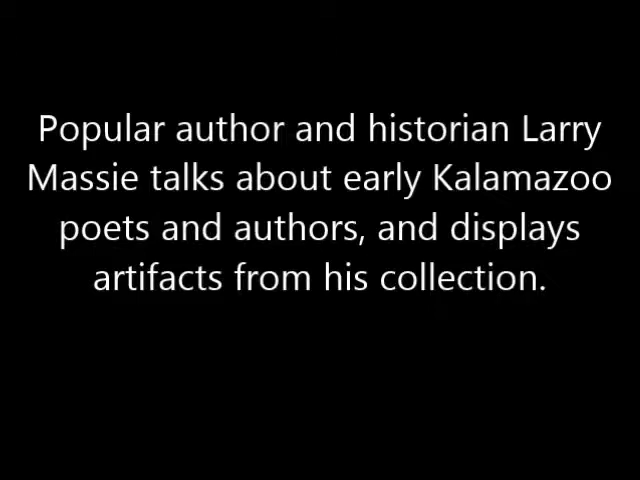 Popular author and historian Larry
Massie talks about early Kalamazoo
poets and authors, and displays
artifacts from his collection.